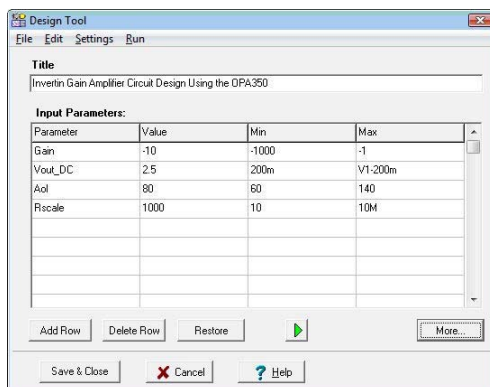 Design Tool
File Edit Settings Run
Title
Invertin Gain Amplifier Circuit Design Using the OPA350
Input Parameters:
Parameter Value Min Max
Gain -10 -1000 -1
Vout_DC 2.5 200m V1-200m
Aol 80 60 140
Rscale 1000 10 10M
Add Row Delete Row Restore More...
Save & Close Cancel Help